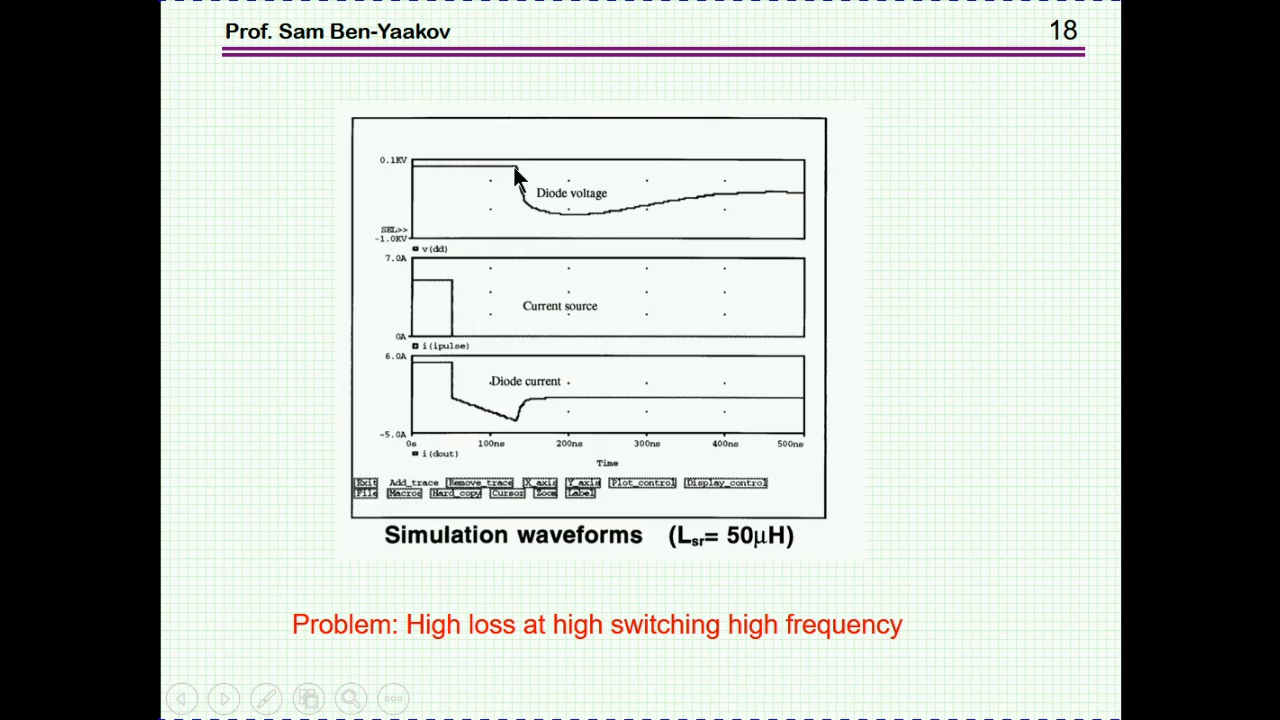 Prof. Sam Ben-Yaakov
18
0.1KV
Diode voltage
SEL>>
-1.0KV
v(dd)
7.0A
Current source
0A
i(ipulse)
6.0A
Diode current
-5.0A
0s 100ns 200ns 300ns 400ns 500ns
i(dout)
Time
Exit Add_trace Remove_trace X_axis Y_axis Plot_control Display_control
File Macros Hard_copy Cursor Zoom Label
Simulation waveforms (Lsr= 50μH)
Problem: High loss at high switching high frequency